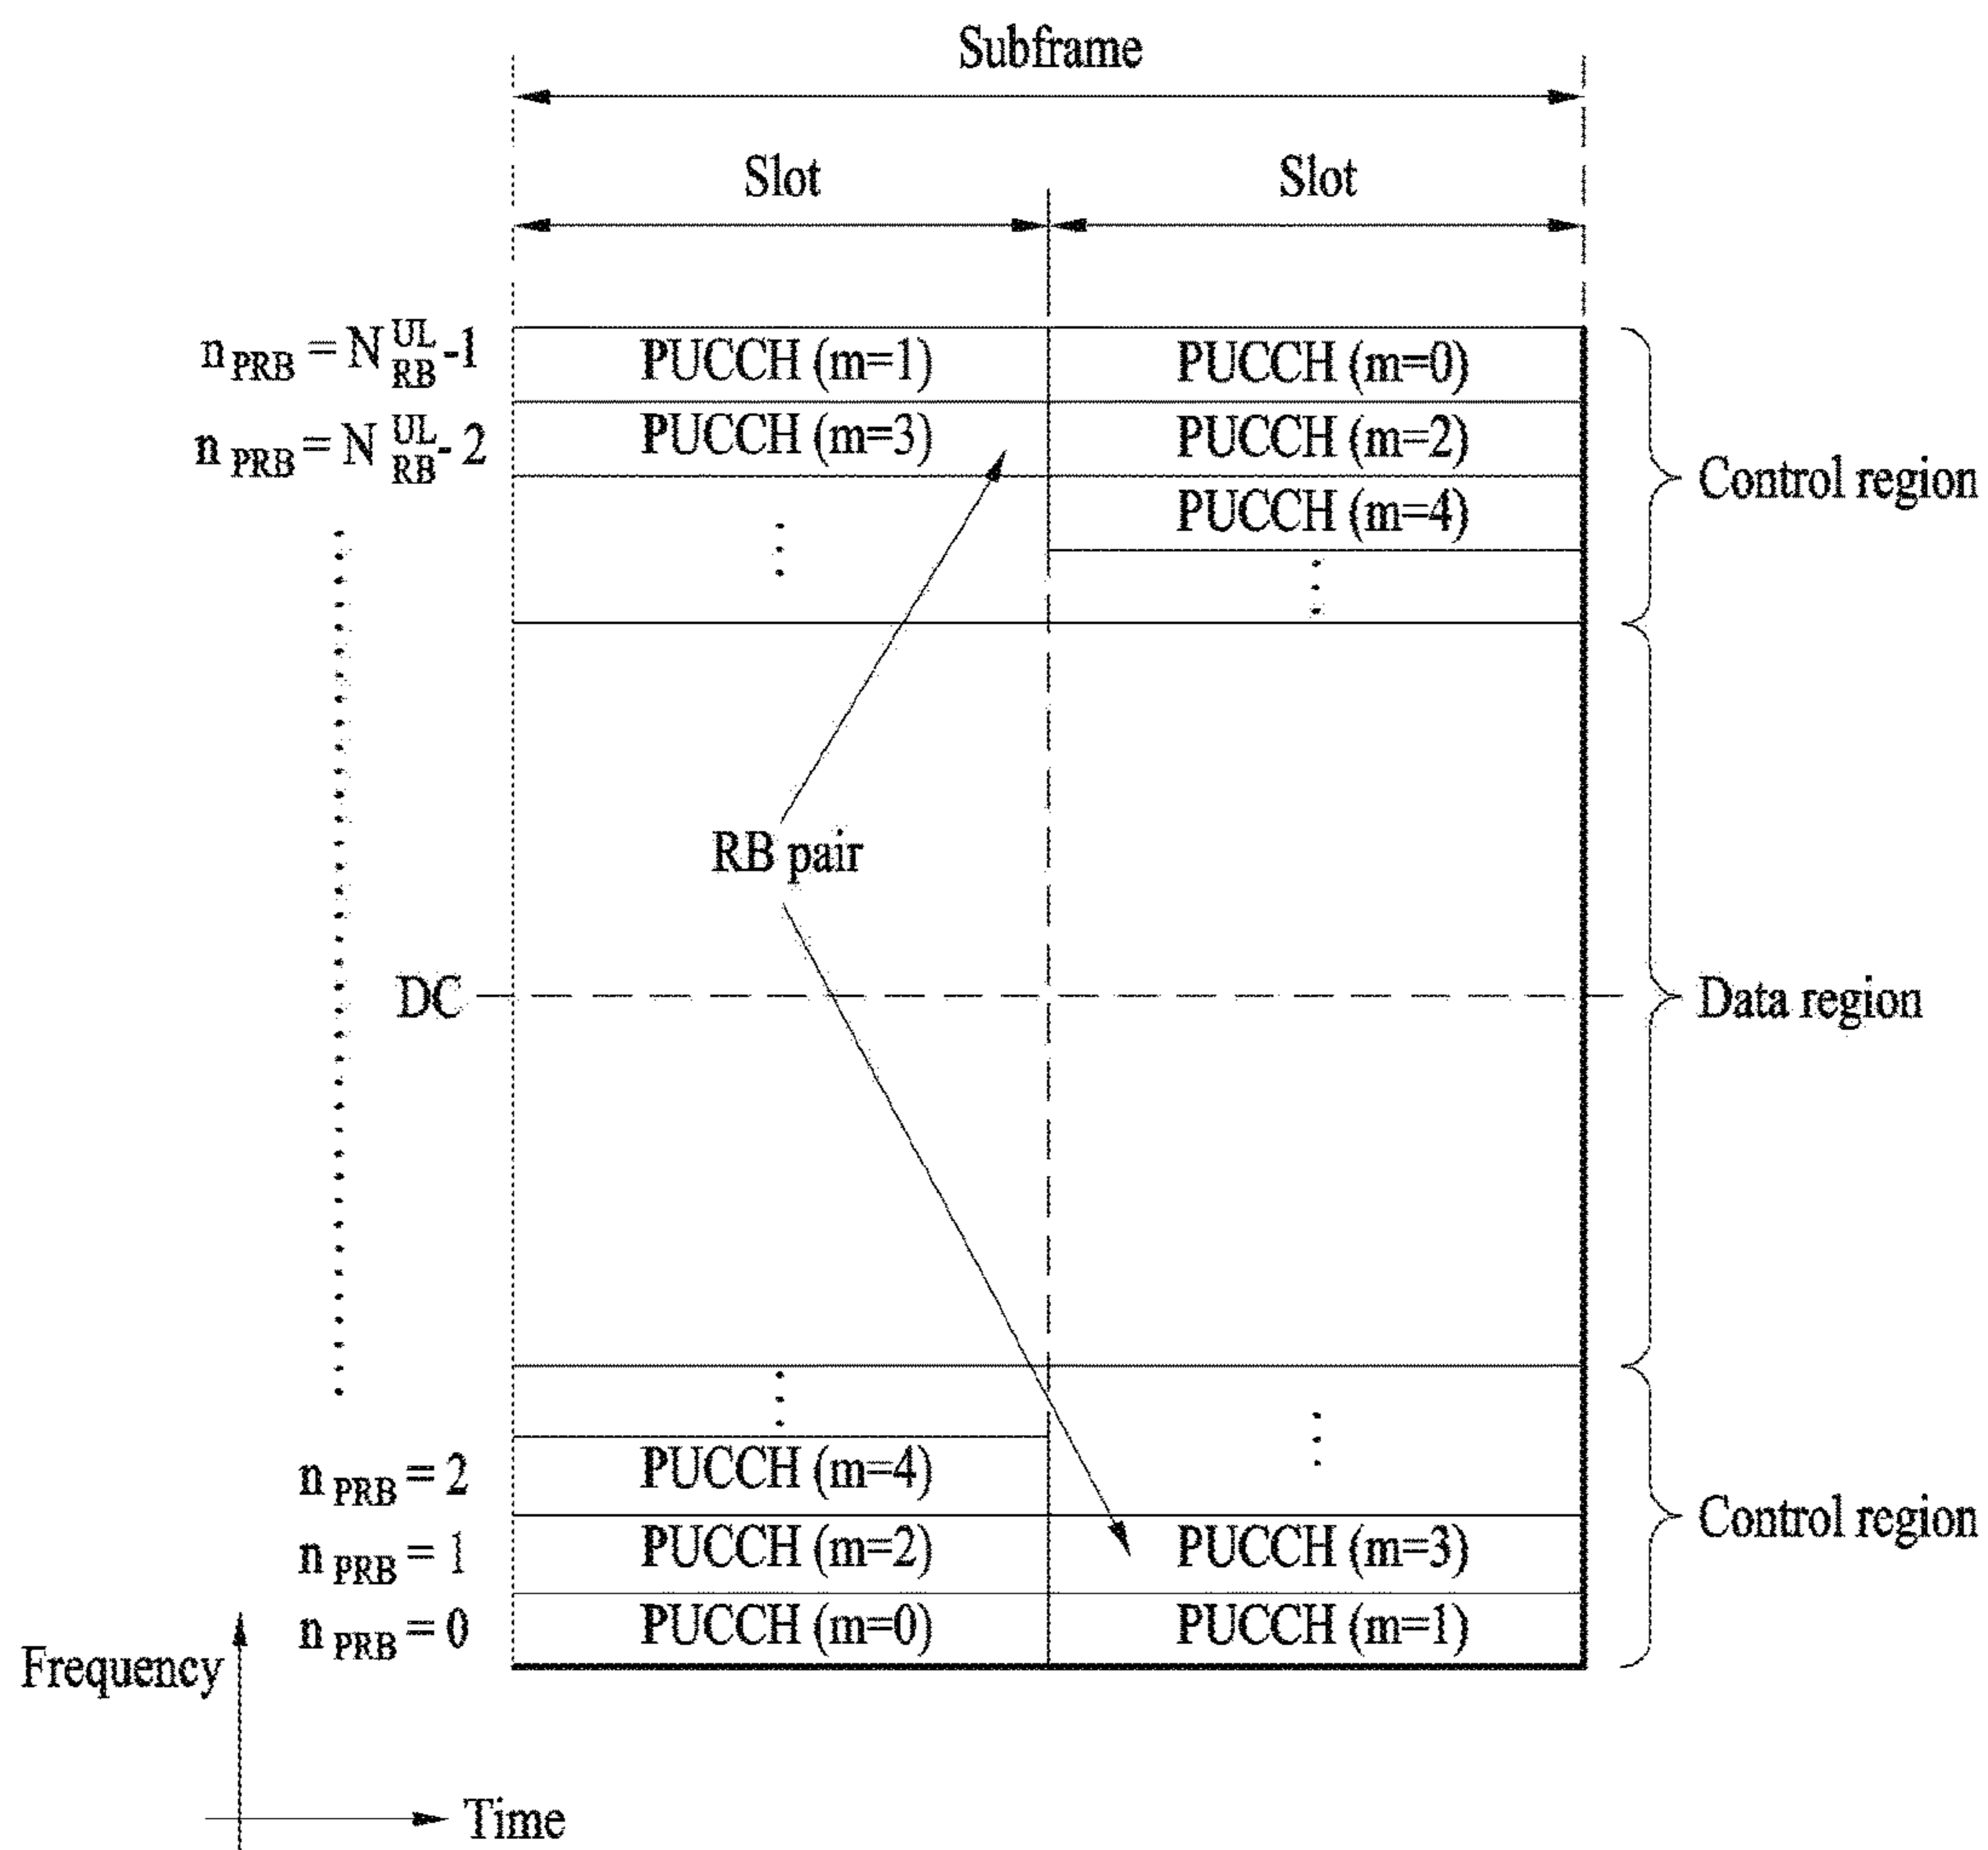 Subframe
Slot Slot
n PRB = N UL RB -1 PUCCH (m=1) PUCCH (m=0)
n PRB = N UL RB - 2 PUCCH (m=3) PUCCH (m=2)
PUCCH (m=4)
Control region
RB pair
DC
Data region
n PRB = 2 PUCCH (m=4)
n PRB = 1 PUCCH (m=2) PUCCH (m=3)
Control region
n PRB = 0 PUCCH (m=0) PUCCH (m=1)
Frequency
Time